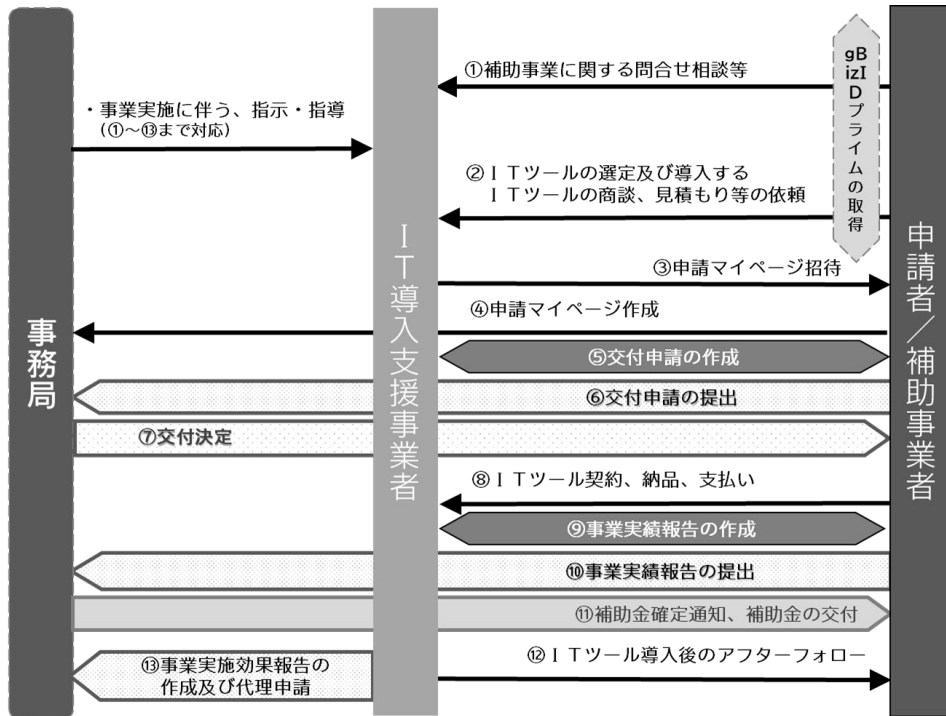 事務局
ＩＴ導入支援事業者
申請者／補助事業者
gBizIDプライムの取得
①補助事業に関する問合せ相談等
・事業実施に伴う、指示・指導
（①～⑬まで対応）
②ＩＴツールの選定及び導入する
ＩＴツールの商談、見積もり等の依頼
③申請マイページ招待
④申請マイページ作成
⑤交付申請の作成
⑥交付申請の提出
⑦交付決定
⑧ＩＴツール契約、納品、支払い
⑨事業実績報告の作成
⑩事業実績報告の提出
⑪補助金確定通知、補助金の交付
⑫ＩＴツール導入後のアフターフォロー
⑬事業実施効果報告の
作成及び代理申請